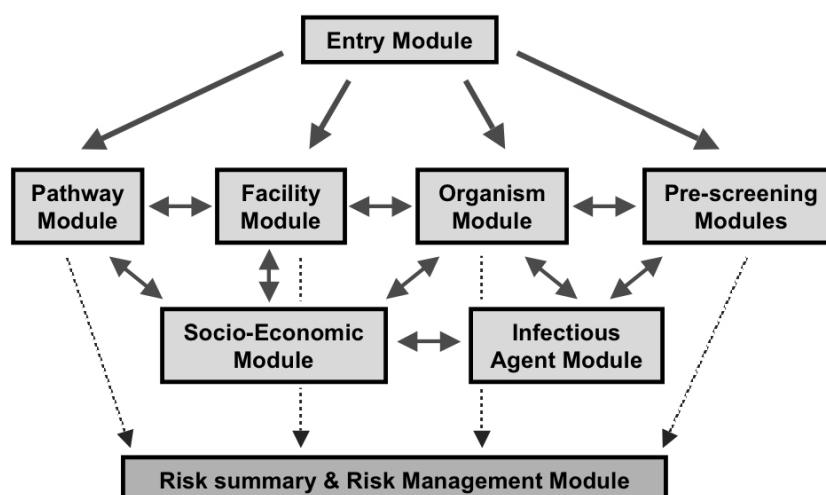 Entry Module
Pathway
Module
Facility
Module
Organism
Module
Pre-screening
Modules
Socio-Economic
Module
Infectious
Agent Module
Risk summary & Risk Management Module